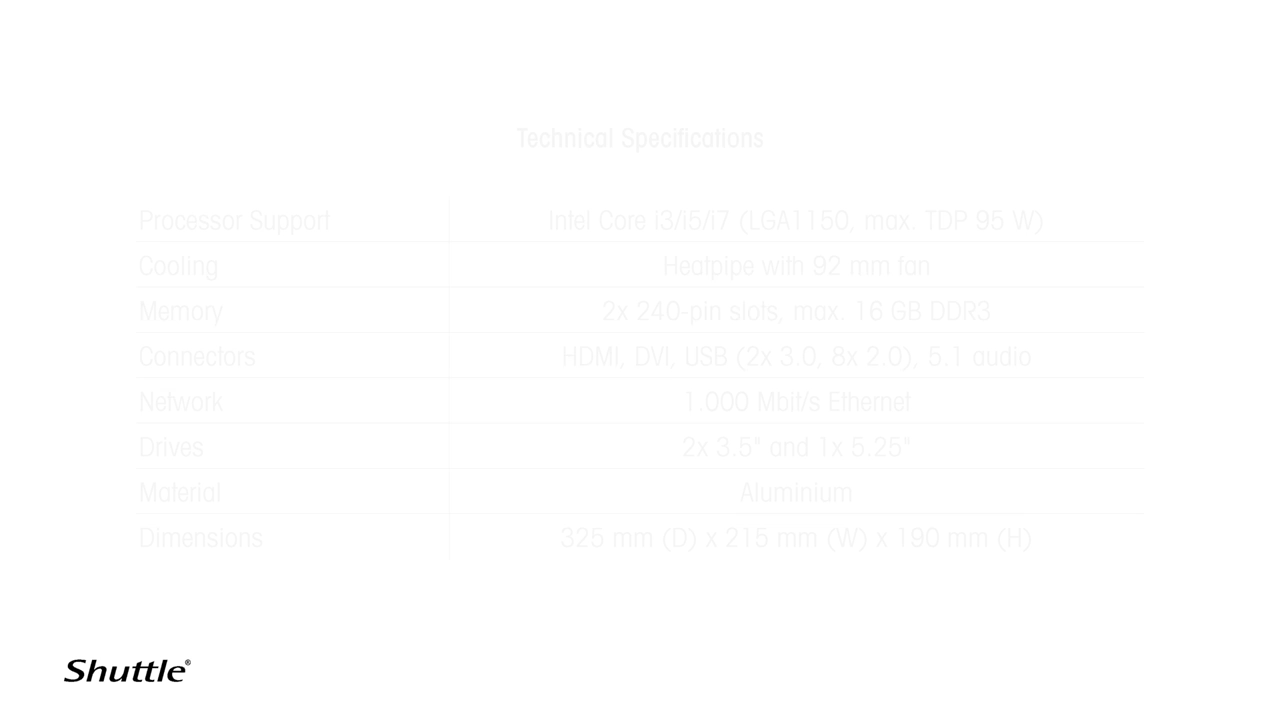 Technical Specifications
Processor Support Intel Core i3/i5/i7 (LGA1150, max. TDP 95 W)
Cooling Heatpipe with 92 mm fan
Memory 2x 240-pin slots, max. 16 GB DDR3
Connectors HDMI, DVI, USB (2x 3.0, 8x 2.0), 5.1 audio
Network 1.000 Mbit/s Ethernet
Drives 2x 3.5" and 1x 5.25"
Material Aluminium
Dimensions 325 mm (D) x 215 mm (W) x 190 mm (H)
Shuttle®